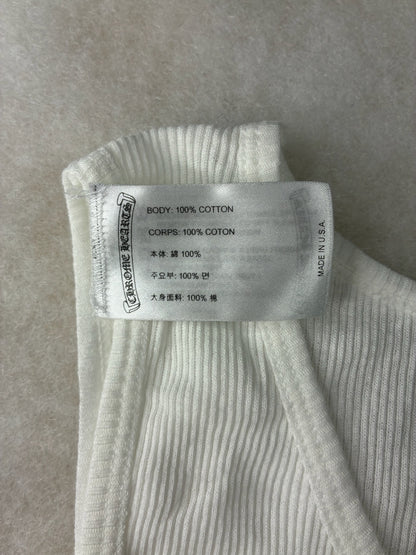 CHROME HEARTS
BODY: 100% COTTON
CORPS: 100% COTON
本体: 綿 100%
주요부: 100% 면
大身面料: 100% 棉
MADE IN U.S.A.